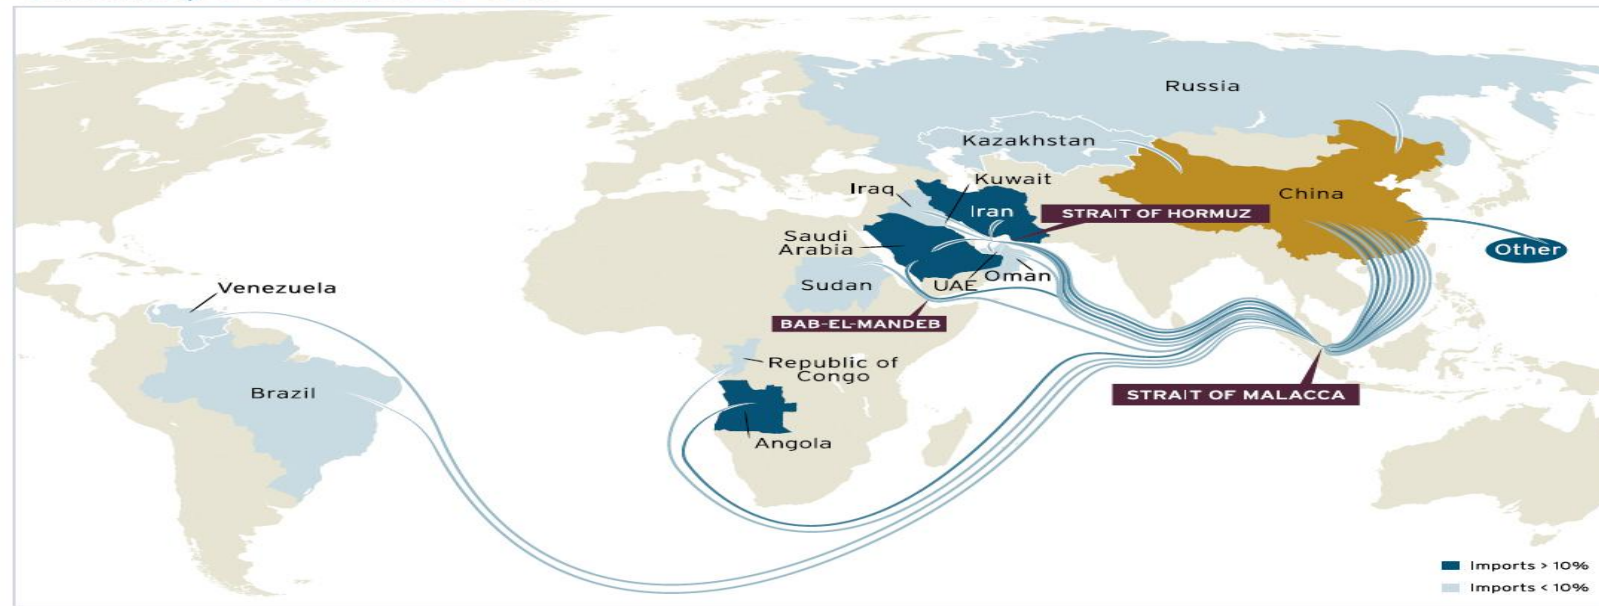 Russia
Kazakhstan
Kuwait
Iraq
Iran
China
STRAIT OF HORMUZ
Saudi
Arabia
Other
Sudan
UAE
Oman
Venezuela
BAB-EL-MANDEB
Republic of
Congo
Brazil
STRAIT OF MALACCA
Angola
Imports > 10%
Imports < 10%